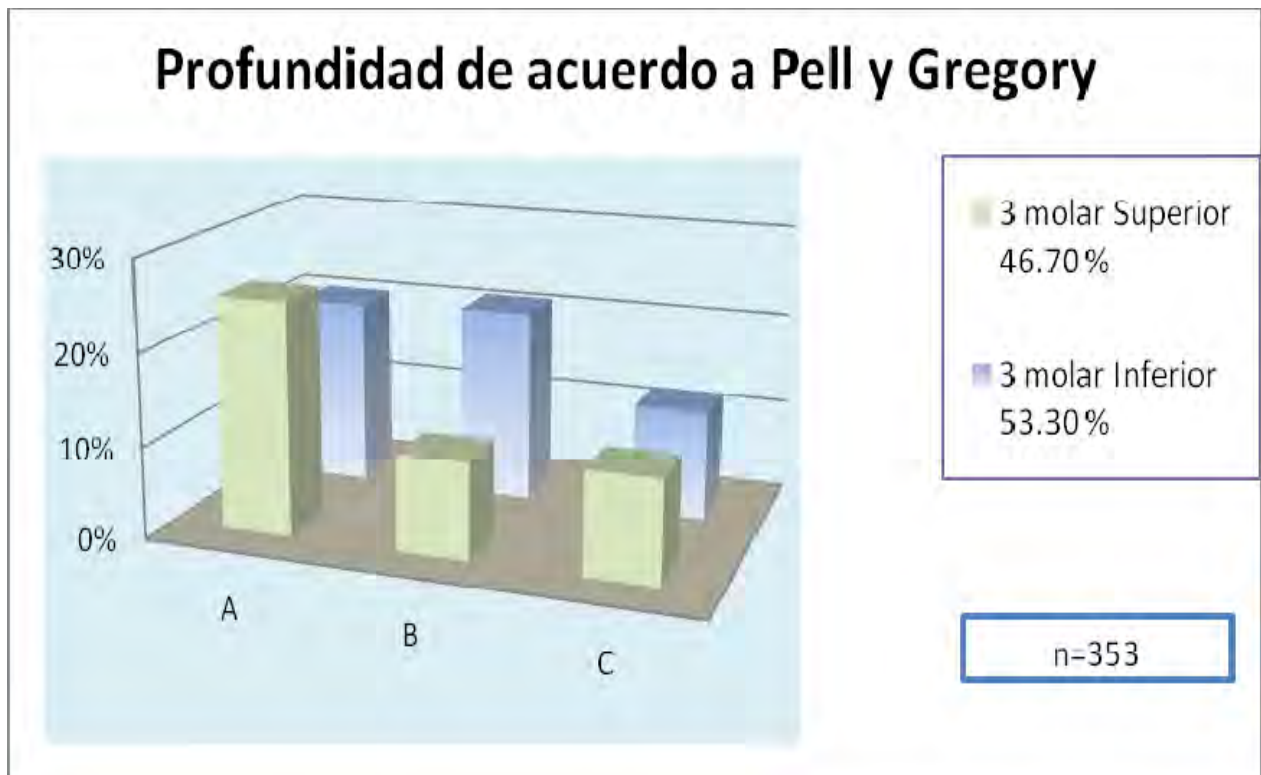 Profundidad de acuerdo a Pell y Gregory
30%
20%
10%
0%
A
B
C
3 molar Superior
46.70%
3 molar Inferior
53.30%
n=353